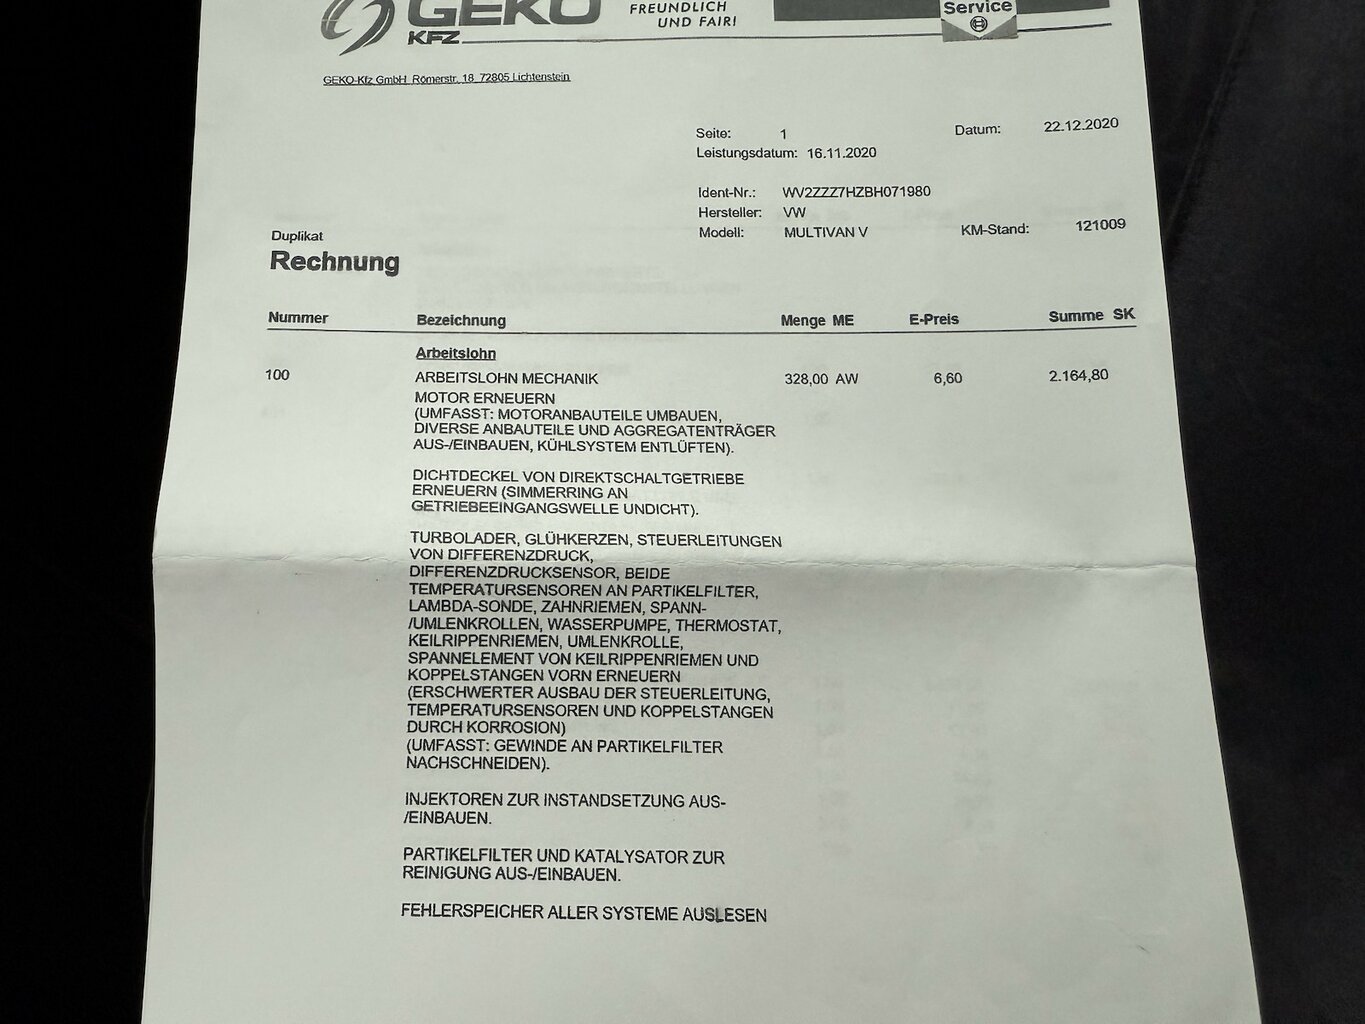 GEKO
KFZ
FREUNDLICH
UND FAIR!
Service
GEKO-Kfz GmbH Römerstr. 18 72805 Lichtenstein
Seite: 1 Datum: 22.12.2020
Leistungsdatum: 16.11.2020
Ident-Nr.: WV2ZZZ7HZBH071980
Hersteller: VW
Modell: MULTIVAN V KM-Stand: 121009
Duplikat
Rechnung
Nummer Bezeichnung Menge ME E-Preis Summe SK
Arbeitslohn
100 ARBEITSLOHN MECHANIK 328,00 AW 6,60 2.164,80
MOTOR ERNEUERN
(UMFASST: MOTORANBAUTEILE UMBAUEN,
DIVERSE ANBAUTEILE UND AGGREGATENTRÄGER
AUS-/EINBAUEN, KÜHLSYSTEM ENTLÜFTEN).
DICHTDECKEL VON DIREKTSCHALTGETRIEBE
ERNEUERN (SIMMERRING AN
GETRIEBEEINGANGSWELLE UNDICHT).
TURBOLADER, GLÜHKERZEN, STEUERLEITUNGEN
VON DIFFERENZDRUCK,
DIFFERENZDRUCKSENSOR, BEIDE
TEMPERATURSENSOREN AN PARTIKELFILTER,
LAMBDA-SONDE, ZAHNRIEMEN, SPANN-
/UMLENKROLLEN, WASSERPUMPE, THERMOSTAT,
KEILRIPPENRIEMEN, UMLENKROLLE,
SPANNELEMENT VON KEILRIPPENRIEMEN UND
KOPPELSTANGEN VORN ERNEUERN
(ERSCHWERTER AUSBAU DER STEUERLEITUNG,
TEMPERATURSENSOREN UND KOPPELSTANGEN
DURCH KORROSION)
(UMFASST: GEWINDE AN PARTIKELFILTER
NACHSCHNEIDEN).
INJEKTOREN ZUR INSTANDSETZUNG AUS-
/EINBAUEN.
PARTIKELFILTER UND KATALYSATOR ZUR
REINIGUNG AUS-/EINBAUEN.
FEHLERSPEICHER ALLER SYSTEME AUSLESEN